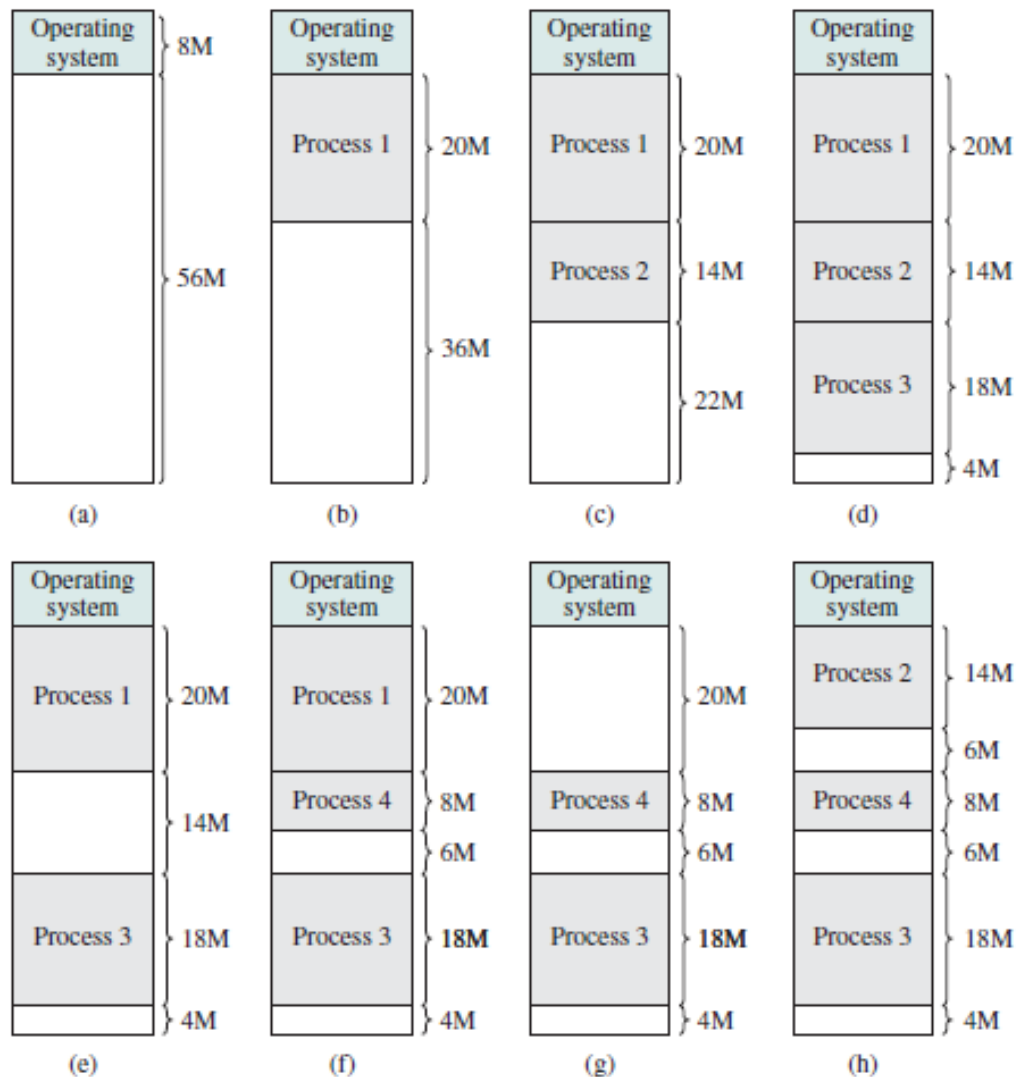 Operating
system
8M
56M
(a)
Operating
system
Process 1
20M
36M
(b)
Operating
system
Process 1
20M
Process 2
14M
22M
(c)
Operating
system
Process 1
20M
Process 2
14M
Process 3
18M
4M
(d)
Operating
system
Process 1
20M
14M
Process 3
18M
4M
(e)
Operating
system
Process 1
20M
Process 4
8M
6M
Process 3
18M
4M
(f)
Operating
system
20M
Process 4
8M
6M
Process 3
18M
4M
(g)
Operating
system
Process 2
14M
6M
Process 4
8M
6M
Process 3
18M
4M
(h)